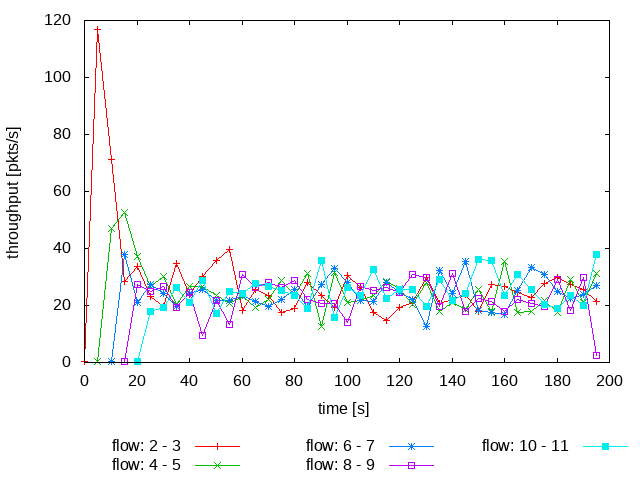 120
100
80
60
40
20
0
throughput [pkts/s]
0 20 40 60 80 100 120 140 160 180 200
time [s]
flow: 2 - 3 flow: 6 - 7 flow: 10 - 11
flow: 4 - 5 flow: 8 - 9